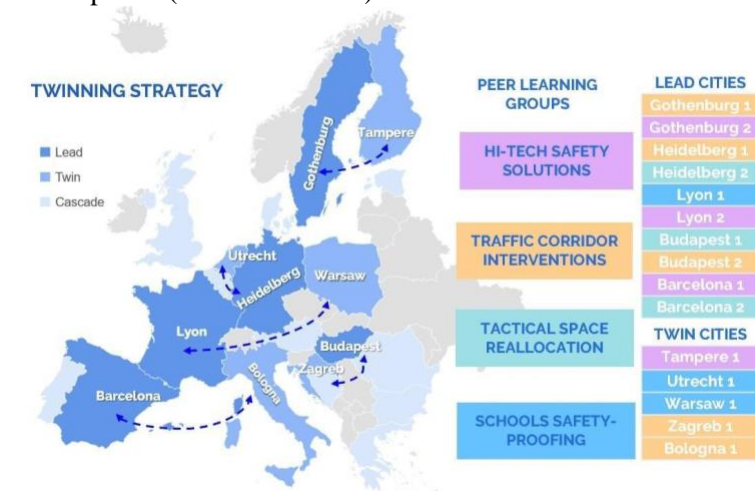 TWINNING STRATEGY
Lead
Twin
Cascade
Gothenburg
Tampere
Utrecht
Heidelberg
Warsaw
Lyon
Budapest
Zagreb
Bologna
Barcelona
PEER LEARNING
GROUPS
HI-TECH SAFETY
SOLUTIONS
TRAFFIC CORRIDOR
INTERVENTIONS
TACTICAL SPACE
REALLOCATION
SCHOOLS SAFETY-
PROOFING
LEAD CITIES
Gothenburg 1
Gothenburg 2
Heidelberg 1
Heidelberg 2
Lyon 1
Lyon 2
Budapest 1
Budapest 2
Barcelona 1
Barcelona 2
TWIN CITIES
Tampere 1
Utrecht 1
Warsaw 1
Zagreb 1
Bologna 1